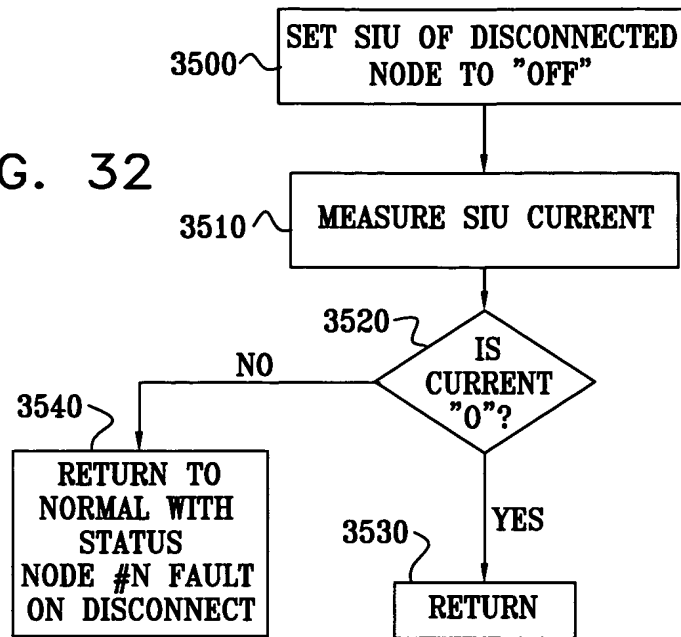 SET SIU OF DISCONNECTED
NODE TO "OFF"
3500
G. 32
MEASURE SIU CURRENT
3510
3520
IS
CURRENT
"0"?
NO
3540
RETURN TO
NORMAL WITH
STATUS
NODE #N FAULT
ON DISCONNECT
YES
3530
RETURN